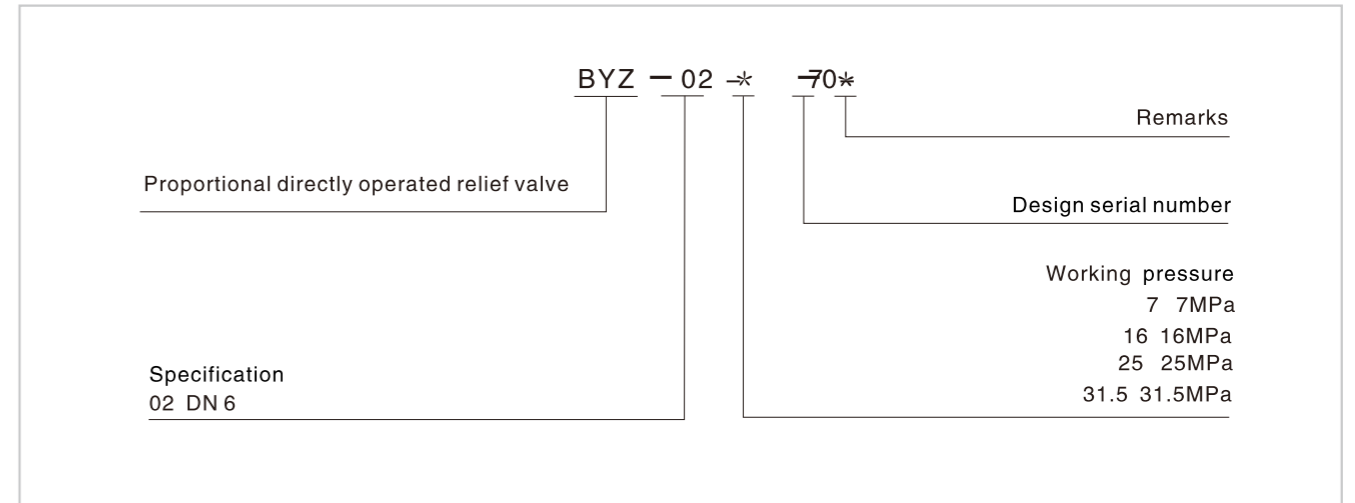 BYZ - 02 -* -70*
Remarks
Proportional directly operated relief valve
Design serial number
Working pressure
7 7MPa
16 16MPa
25 25MPa
31.5 31.5MPa
Specification
02 DN 6